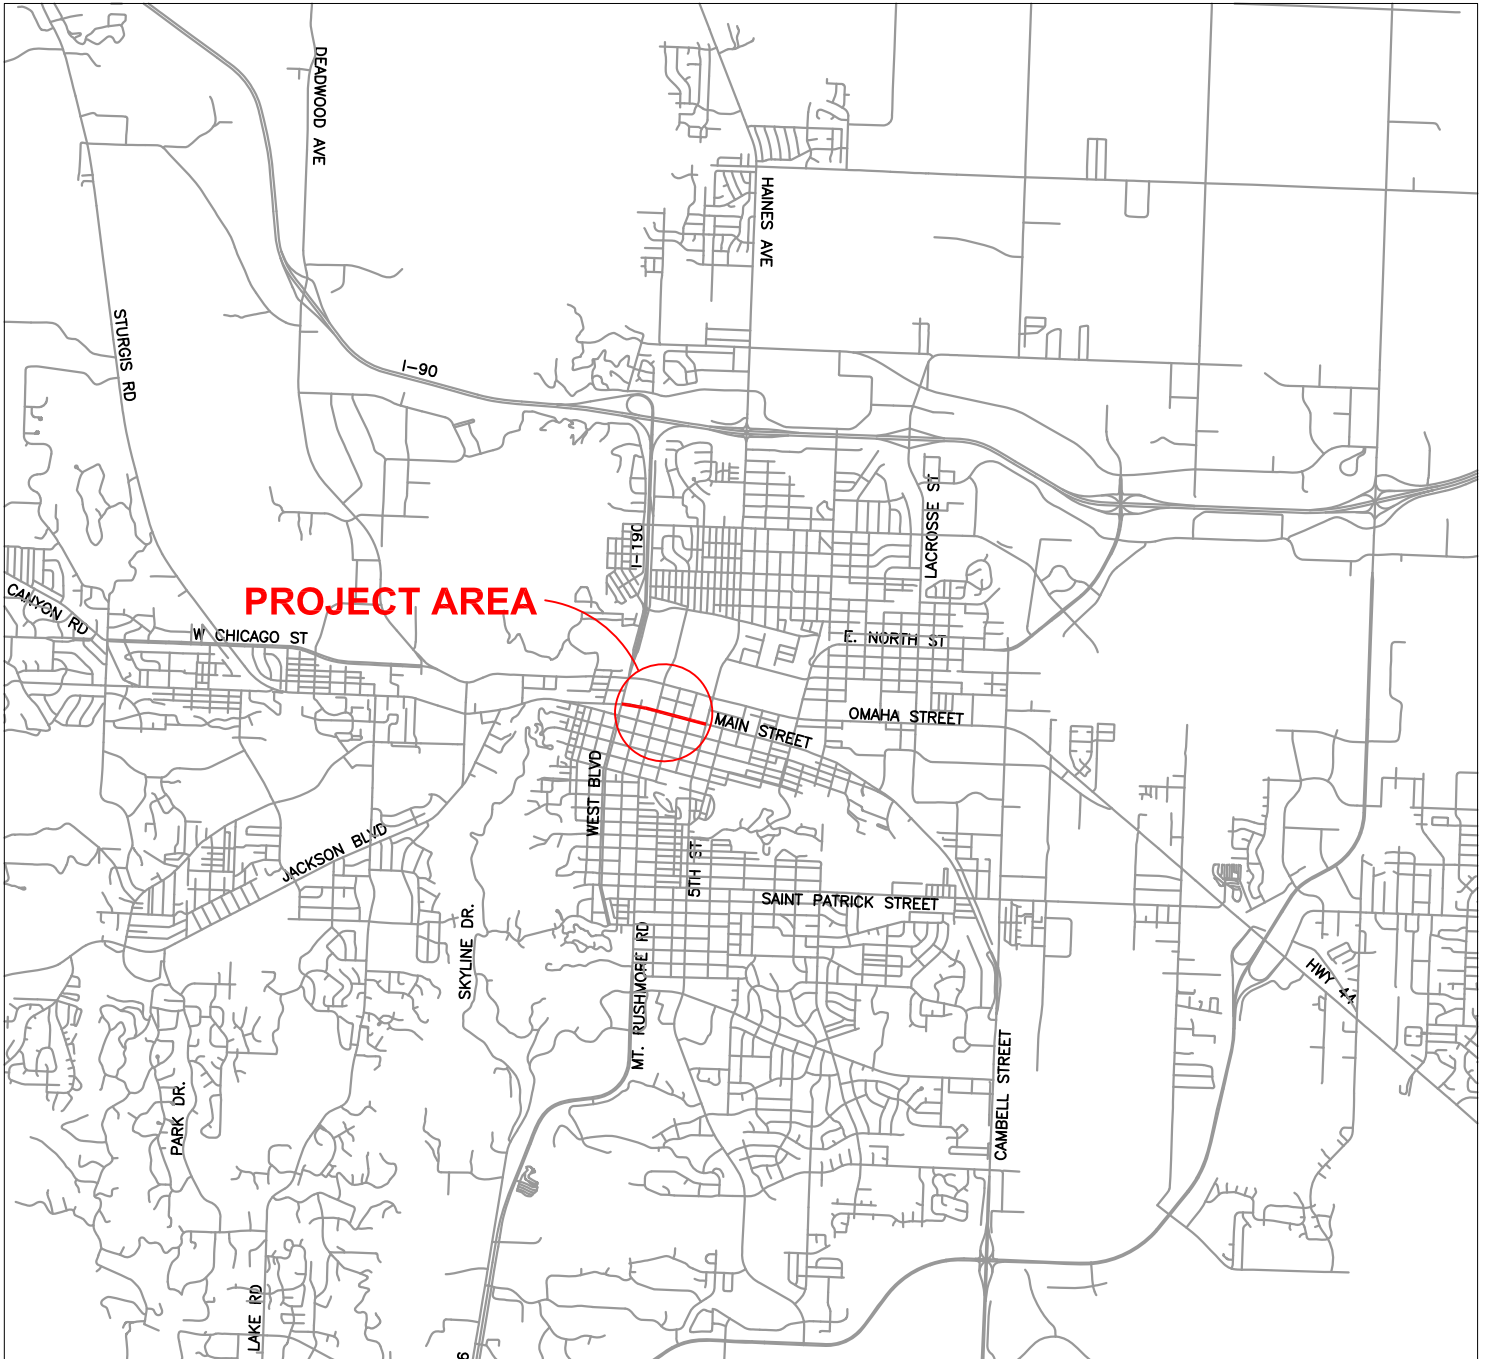 DEADWOOD AVE
HAINES AVE
STURGIS RD
I-90
LACROSSE ST
I-190
PROJECT AREA
CANYON RD
W CHICAGO ST
E. NORTH ST
OMAHA STREET
MAIN STREET
WEST BLVD
JACKSON BLVD
5TH ST
SAINT PATRICK STREET
SKYLINE DR.
MT. RUSHMORE RD
HWY 44
CAMBELL STREET
PARK DR.
LAKE RD